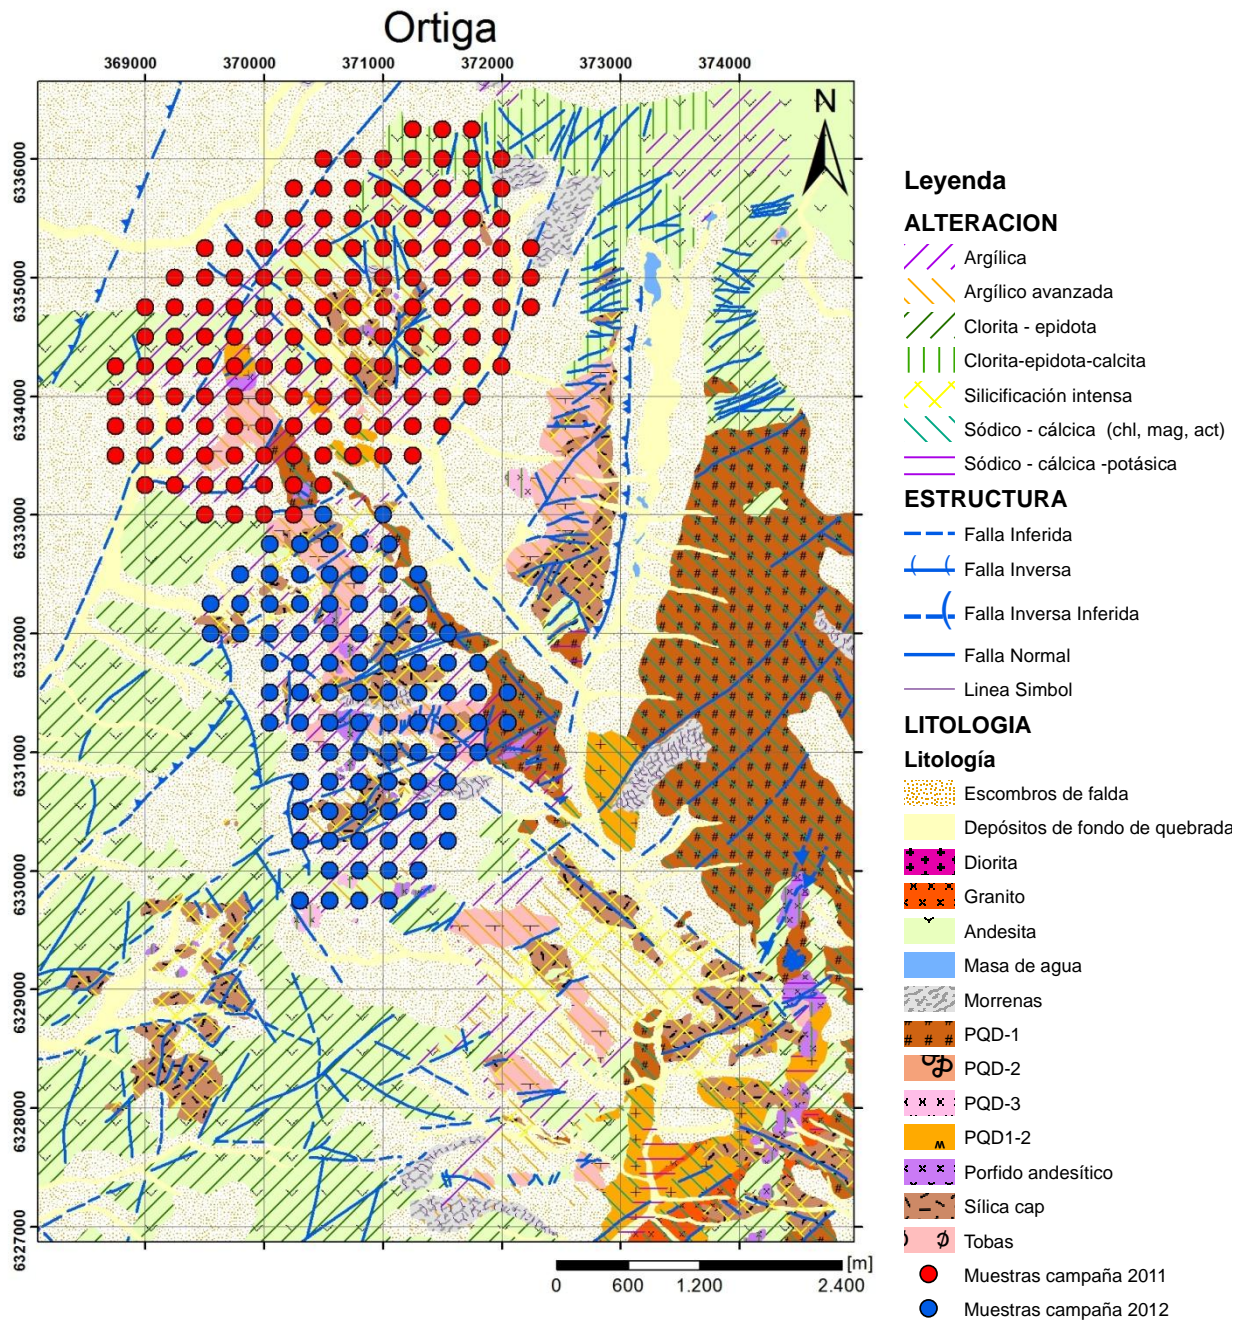 Ortiga
369000 370000 371000 372000 373000 374000
N
6336000
6335000
6334000
6333000
6332000
6331000
6330000
6329000
6328000
6327000
[m]
0 600 1.200 2.400
Leyenda
ALTERACION
Argílica
Argílico avanzada
Clorita - epidota
Clorita-epidota-calcita
Silicificación intensa
Sódico - cálcica (chl, mag, act)
Sódico - cálcica -potásica
ESTRUCTURA
Falla Inferida
Falla Inversa
Falla Inversa Inferida
Falla Normal
Linea Simbol
LITOLOGIA
Litología
Escombros de falda
Depósitos de fondo de quebrada
Diorita
Granito
Andesita
Masa de agua
Morrenas
PQD-1
PQD-2
PQD-3
PQD1-2
Porfido andesítico
Sílica cap
Tobas
Muestras campaña 2011
Muestras campaña 2012